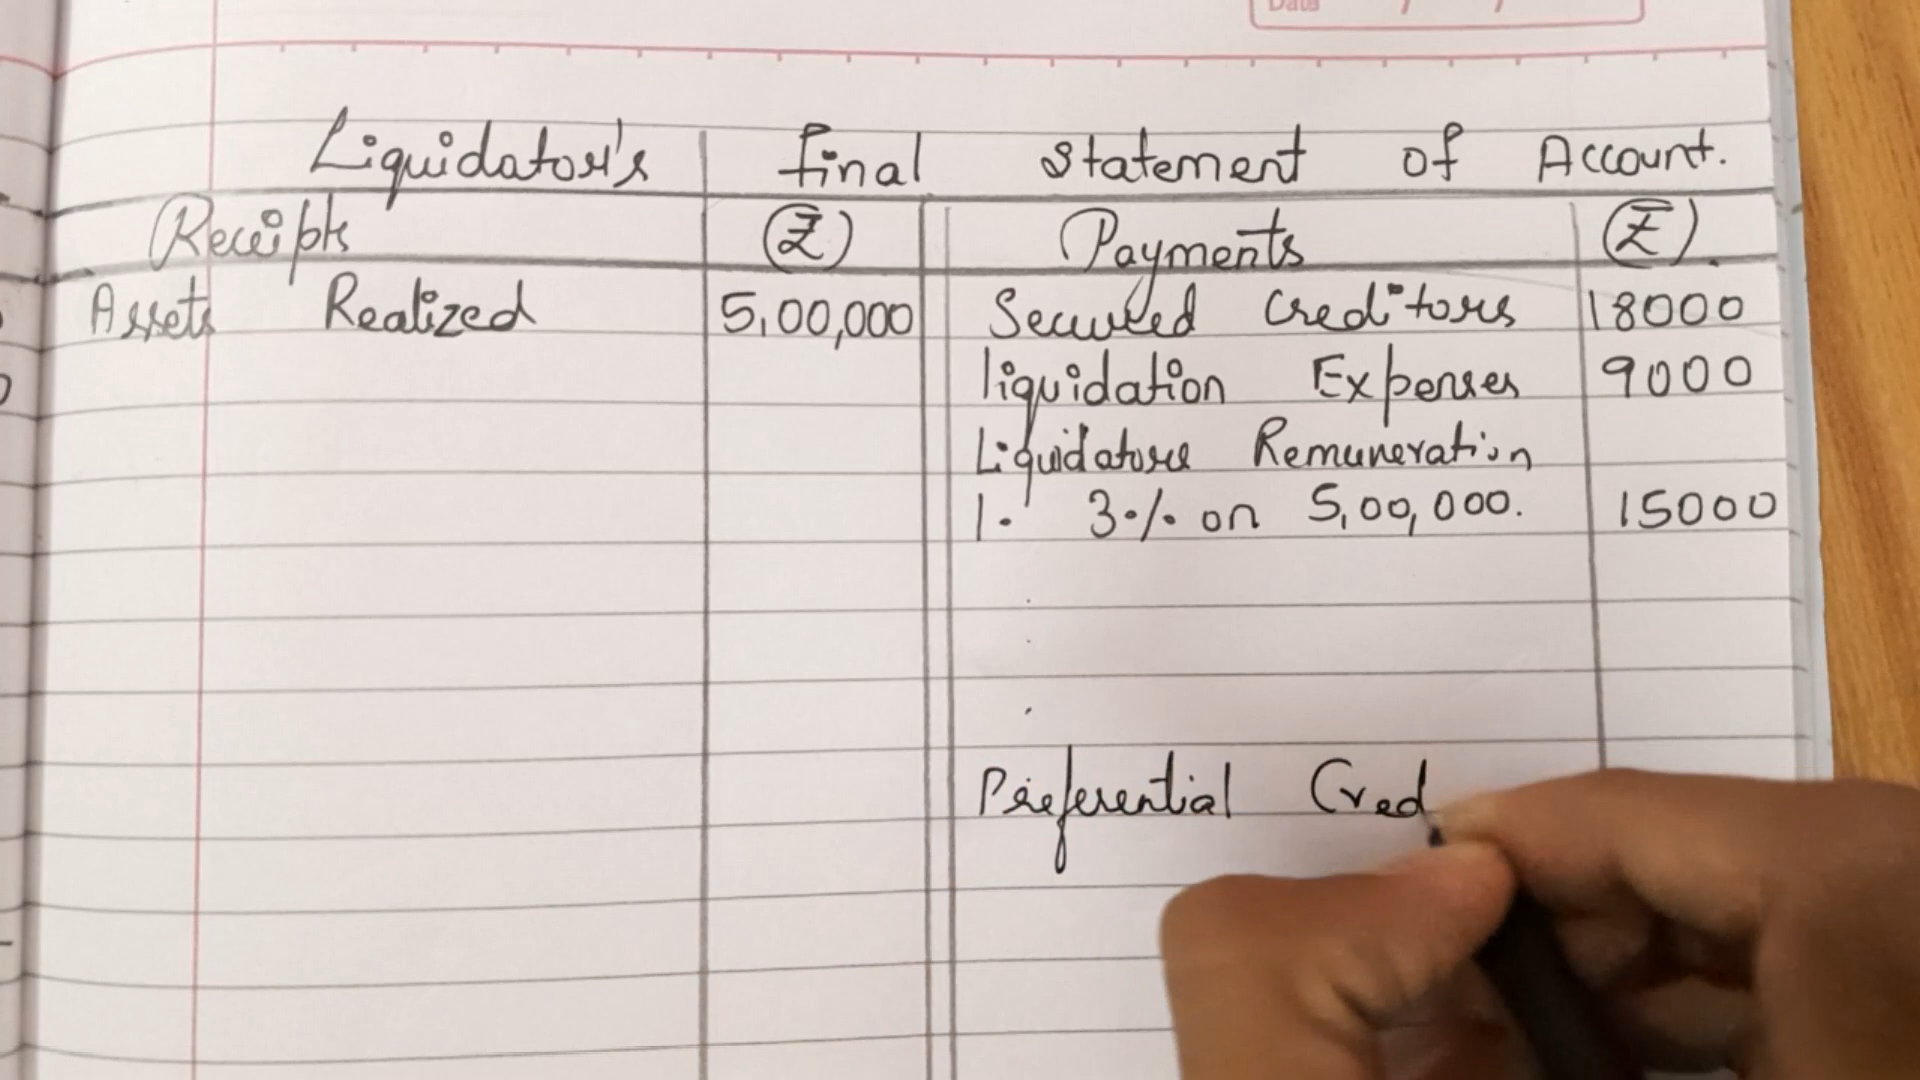 Date / /
Liquidator's final statement of Account.
Receipts (₹) Payments (₹).
Assets Realized 5,00,000 Secured Creditors 18000
liquidation Expenses 9000
Liquidators Remuneration
1. 3% on 5,00,000. 15000
Preferential Cred